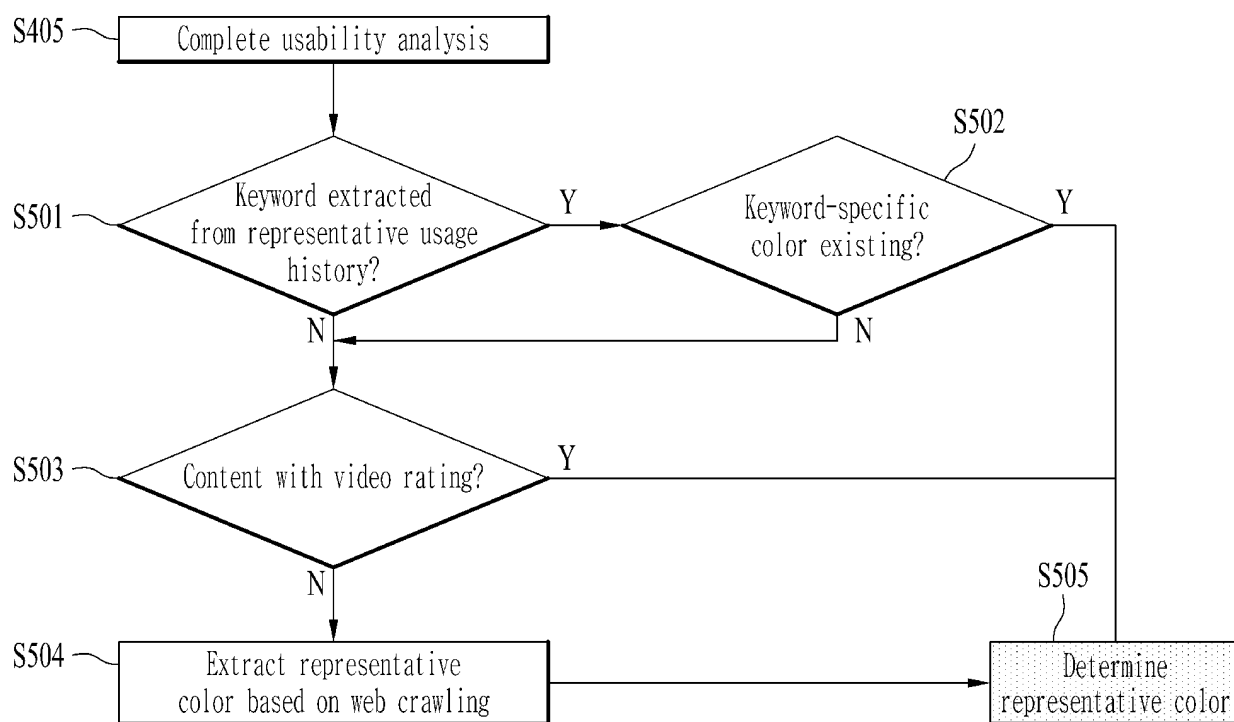 S405
Complete usability analysis
S502
S501
Keyword extracted
from representative usage
history?
Y
Keyword-specific
color existing?
Y
N
N
S503
Content with video rating?
Y
N
S505
S504
Extract representative
color based on web crawling
Determine
representative color